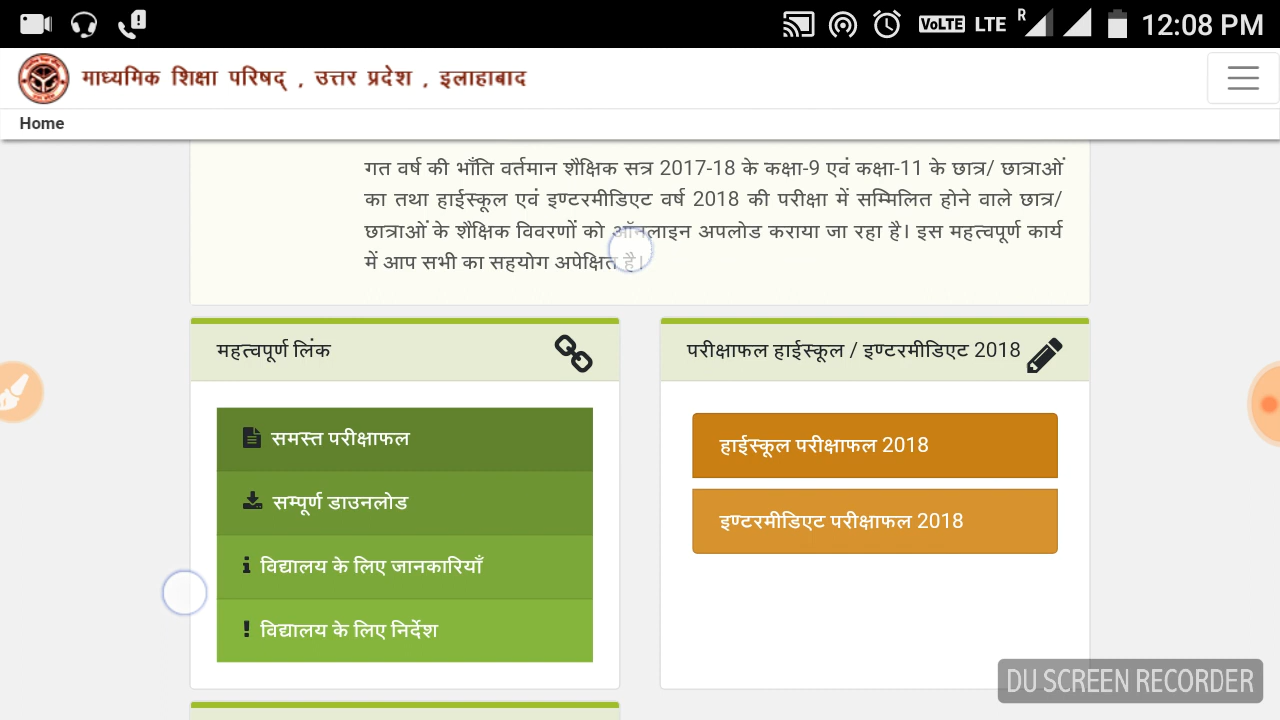 VoLTE LTE R 12:08 PM
माध्यमिक शिक्षा परिषद् , उत्तर प्रदेश , इलाहाबाद
Home
गत वर्ष की भाँति वर्तमान शैक्षिक सत्र 2017-18 के कक्षा-9 एवं कक्षा-11 के छात्र/ छात्राओं
का तथा हाईस्कूल एवं इण्टरमीडिएट वर्ष 2018 की परीक्षा में सम्मिलित होने वाले छात्र/
छात्राओं के शैक्षिक विवरणों को ऑनलाइन अपलोड कराया जा रहा है। इस महत्वपूर्ण कार्य
में आप सभी का सहयोग अपेक्षित है।
महत्वपूर्ण लिंक
समस्त परीक्षाफल
सम्पूर्ण डाउनलोड
विद्यालय के लिए जानकारियाँ
विद्यालय के लिए निर्देश
परीक्षाफल हाईस्कूल / इण्टरमीडिएट 2018
हाईस्कूल परीक्षाफल 2018
इण्टरमीडिएट परीक्षाफल 2018
DU SCREEN RECORDER